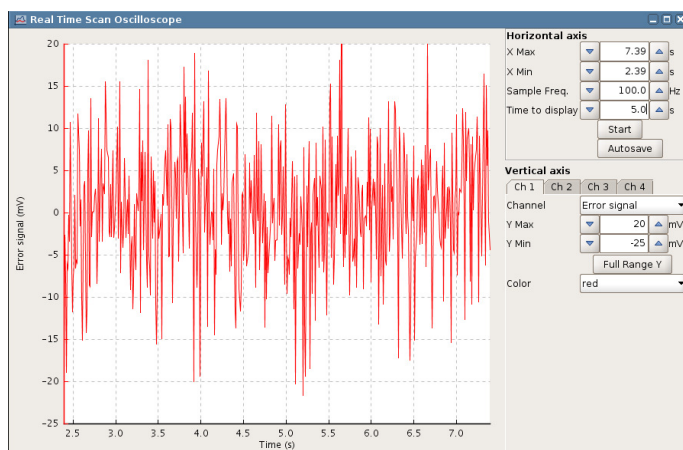 Real Time Scan Oscilloscope
20
15
10
5
0
-5
-10
-15
-20
-25
Error signal (mV)
2.5 3.0 3.5 4.0 4.5 5.0 5.5 6.0 6.5 7.0
Time (s)
Horizontal axis
X Max 7.39 s
X Min 2.39 s
Sample Freq. 100.0 Hz
Time to display 5.0 s
Start
Autosave
Vertical axis
Ch 1 Ch 2 Ch 3 Ch 4
Channel Error signal
Y Max 20 mV
Y Min -25 mV
Full Range Y
Color red